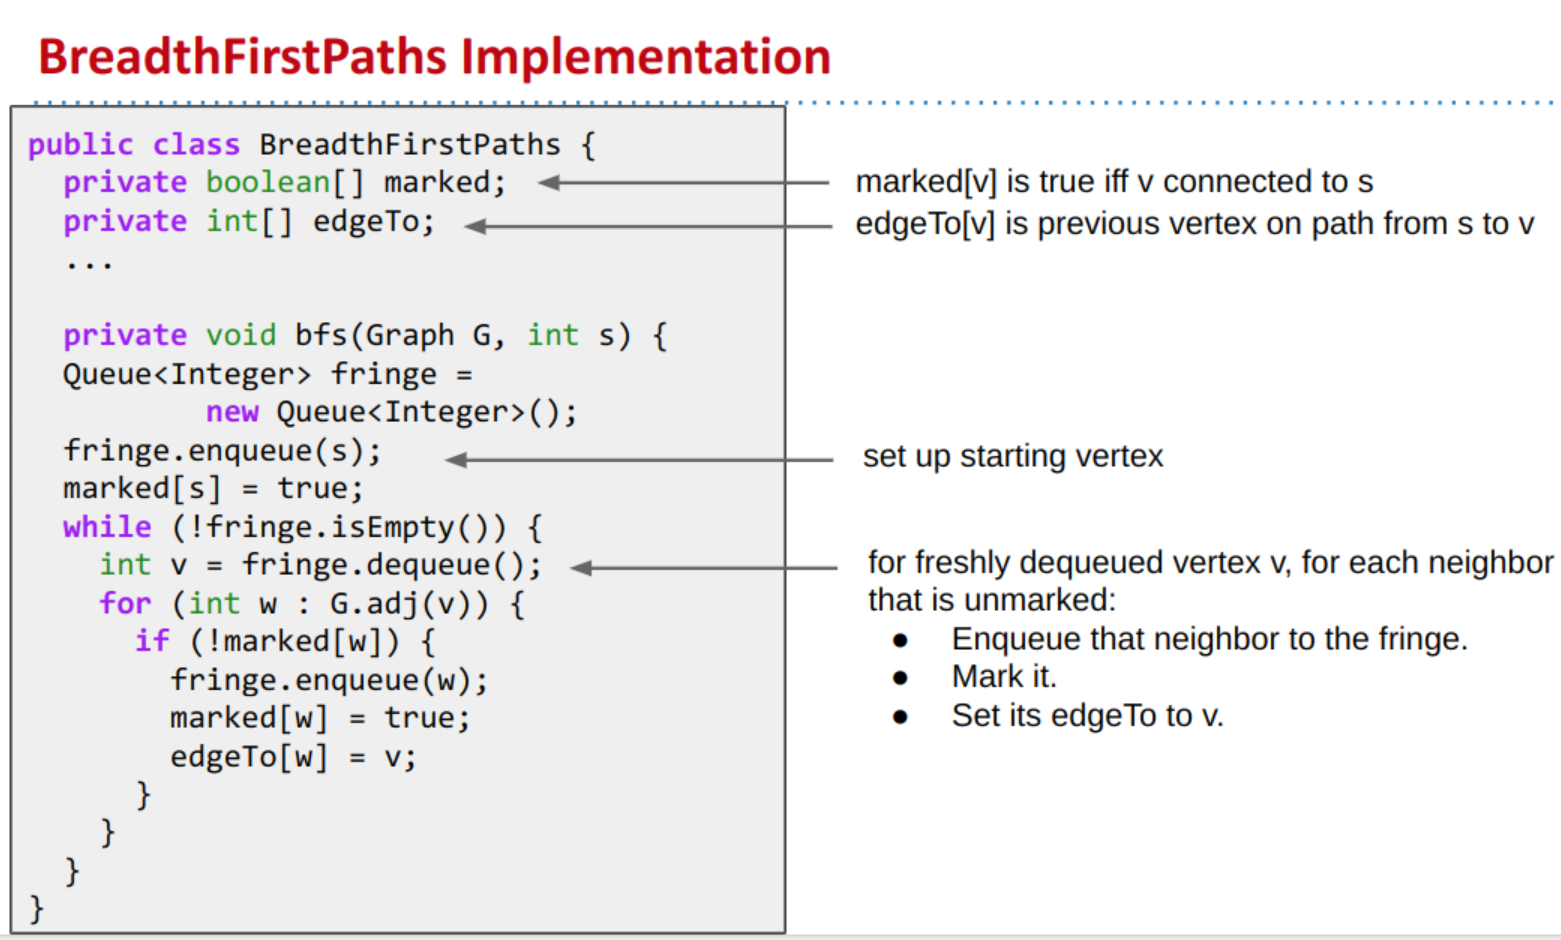 BreadthFirstPaths Implementation
public class BreadthFirstPaths {
private boolean[] marked;
marked[v] is true iff v connected to s
private int[] edgeTo;
edgeTo[v] is previous vertex on path from s to v
...
private void bfs(Graph G, int s) {
Queue<Integer> fringe =
new Queue<Integer>();
fringe.enqueue(s);
set up starting vertex
marked[s] = true;
while (!fringe.isEmpty()) {
int v = fringe.dequeue();
for freshly dequeued vertex v, for each neighbor
that is unmarked:
● Enqueue that neighbor to the fringe.
● Mark it.
● Set its edgeTo to v.
for (int w : G.adj(v)) {
if (!marked[w]) {
fringe.enqueue(w);
marked[w] = true;
edgeTo[w] = v;
}
}
}
}